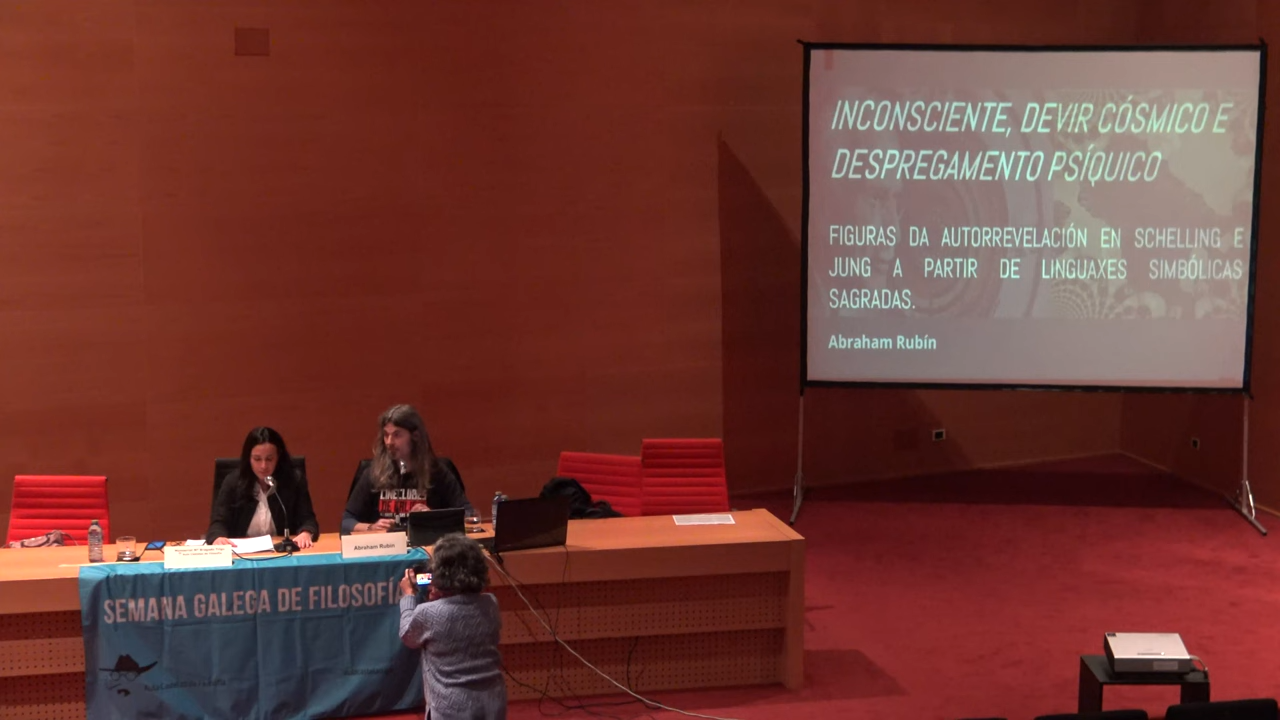 INCONSCIENTE, DEVIR CÓSMICO E
DESPREGAMENTO PSÍQUICO
FIGURAS DA AUTORREVELACIÓN EN SCHELLING E
JUNG A PARTIR DE LINGUAXES SIMBÓLICAS
SAGRADAS.
Abraham Rubín
Abraham Rubín
SEMANA GALEGA DE FILOSOFÍA